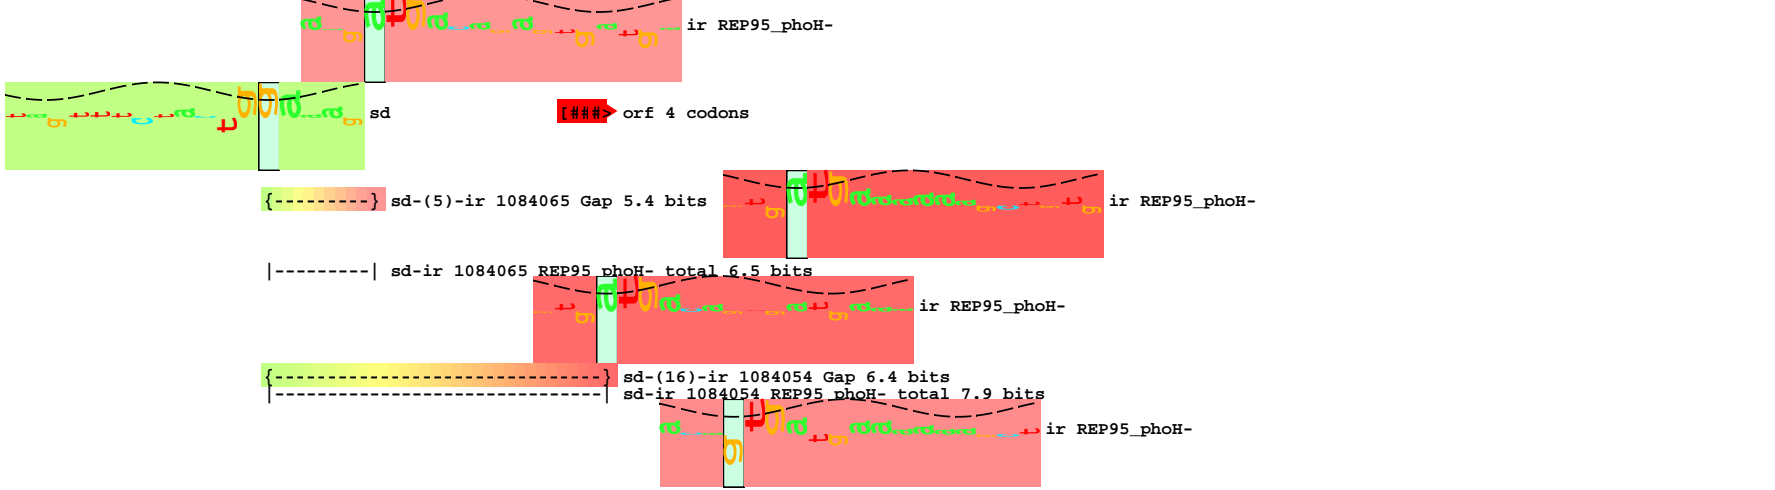 ir REP95_phoH-
sd
[###> orf 4 codons
{---------} sd-(5)-ir 1084065 Gap 5.4 bits
ir REP95_phoH-
|---------| sd-ir 1084065 REP95_phoH- total 6.5 bits
ir REP95_phoH-
{-------------------------------} sd-(16)-ir 1084054 Gap 6.4 bits
|-------------------------------| sd-ir 1084054 REP95_phoH- total 7.9 bits
ir REP95_phoH-